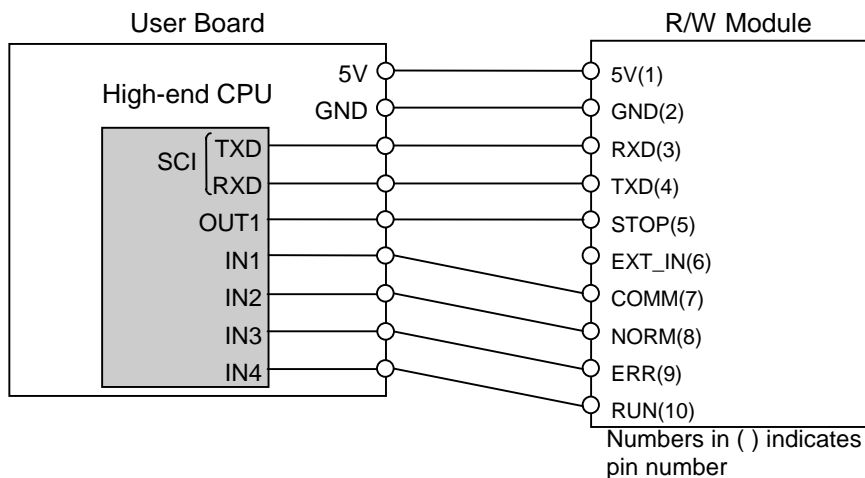 User Board
R/W Module
High-end CPU
5V
GND
SCI
TXD
RXD
OUT1
IN1
IN2
IN3
IN4
5V(1)
GND(2)
RXD(3)
TXD(4)
STOP(5)
EXT_IN(6)
COMM(7)
NORM(8)
ERR(9)
RUN(10)
Numbers in ( ) indicates
pin number